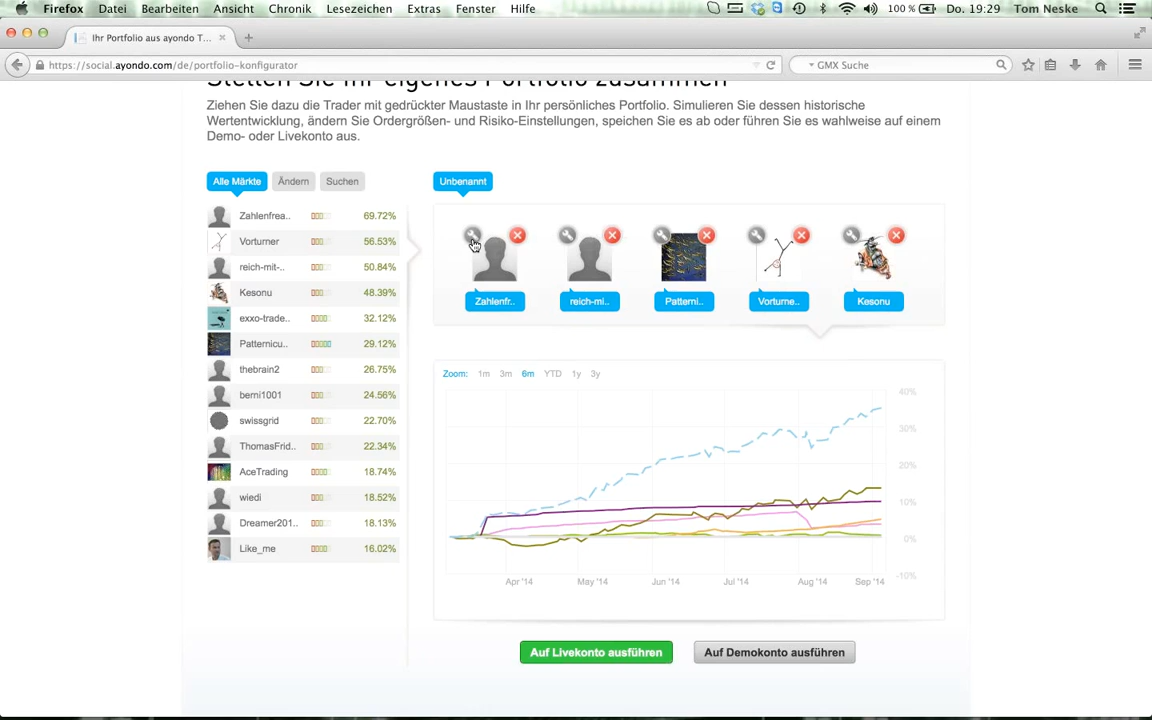 Firefox Datei Bearbeiten Ansicht Chronik Lesezeichen Extras Fenster Hilfe 100 % Do. 19:29 Tom Neske
Ihr Portfolio aus ayondo T...
https://social.ayondo.com/de/portfolio-konfigurator
GMX Suche
Stellen Sie Ihr eigenes Portfolio zusammen
Ziehen Sie dazu die Trader mit gedrückter Maustaste in Ihr persönliches Portfolio. Simulieren Sie dessen historische
Wertentwicklung, ändern Sie Ordergrößen- und Risiko-Einstellungen, speichen Sie es ab oder führen Sie es wahlweise auf einem
Demo- oder Livekonto aus.
Alle Märkte Ändern Suchen
Zahlenfrea.. 69.72%
Vorturner 56.53%
reich-mit-.. 50.84%
Kesonu 48.39%
exxo-trade.. 32.12%
Patternicu.. 29.12%
thebrain2 26.75%
berni1001 24.56%
swissgrid 22.70%
ThomasFrid.. 22.34%
AceTrading 18.74%
wiedi 18.52%
Dreamer201.. 18.13%
Like_me 16.02%
Unbenannt
Zahlenfr.. reich-mi.. Patterni.. Vorturne.. Kesonu
Zoom: 1m 3m 6m YTD 1y 3y
40%
30%
20%
10%
0%
-10%
Apr '14 May '14 Jun '14 Jul '14 Aug '14 Sep '14
Auf Livekonto ausführen Auf Demokonto ausführen